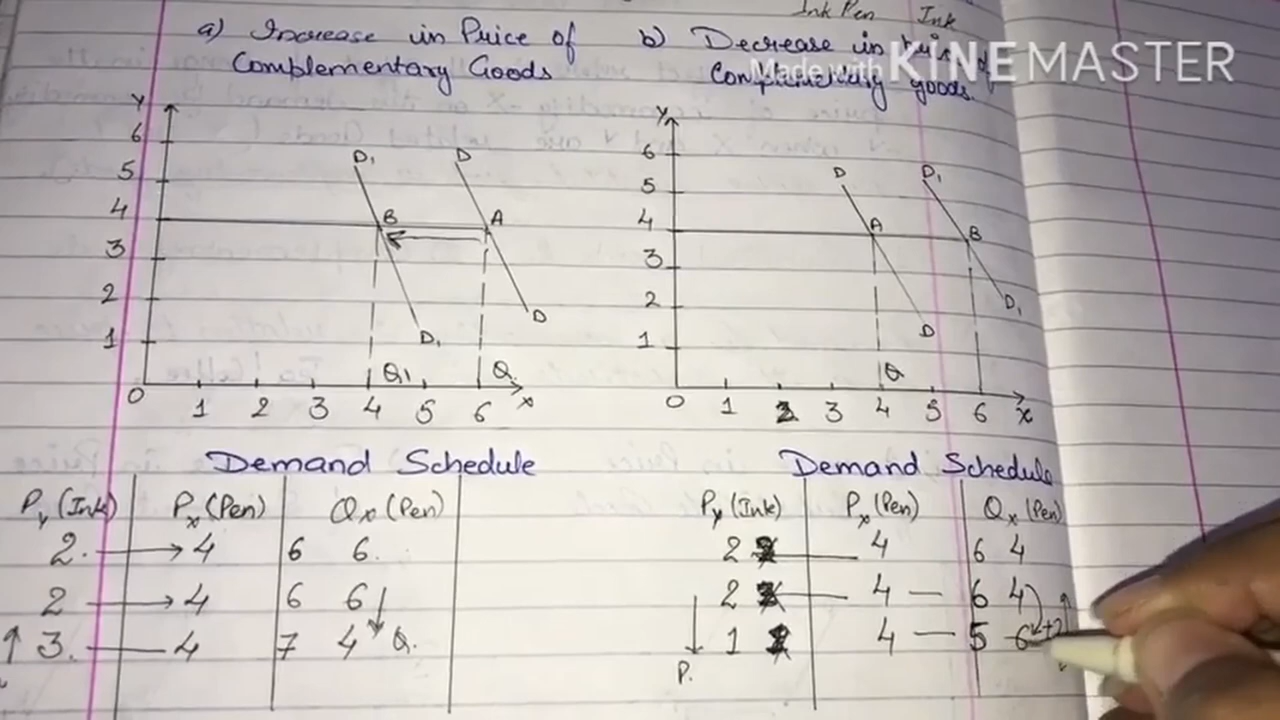 Ink Pen Ink
a) Increase in Price of
Complementary Goods
b) Decrease in
Complementary goods.
Made with KINEMASTER
Y
6
5
4
3
2
1
0 1 2 3 4 5 6 x
D1 D
B A
D
D1
Q1 Q
Y
6
5
4
3
2
1
0 1 2 3 4 5 6 x
D D1
A B
D1
D
Q
Demand Schedule
Py (Ink) Px (Pen) Qx (Pen)
2. → 4 6 6.
2 → 4 6 6
↑ 3. — 4 7 4 Q.
Demand Schedule
Py (Ink) Px (Pen) Qx (Pen)
2 — 4 6 4
2 — 4 — 6 4
1 4 — 5 6 +2
P.